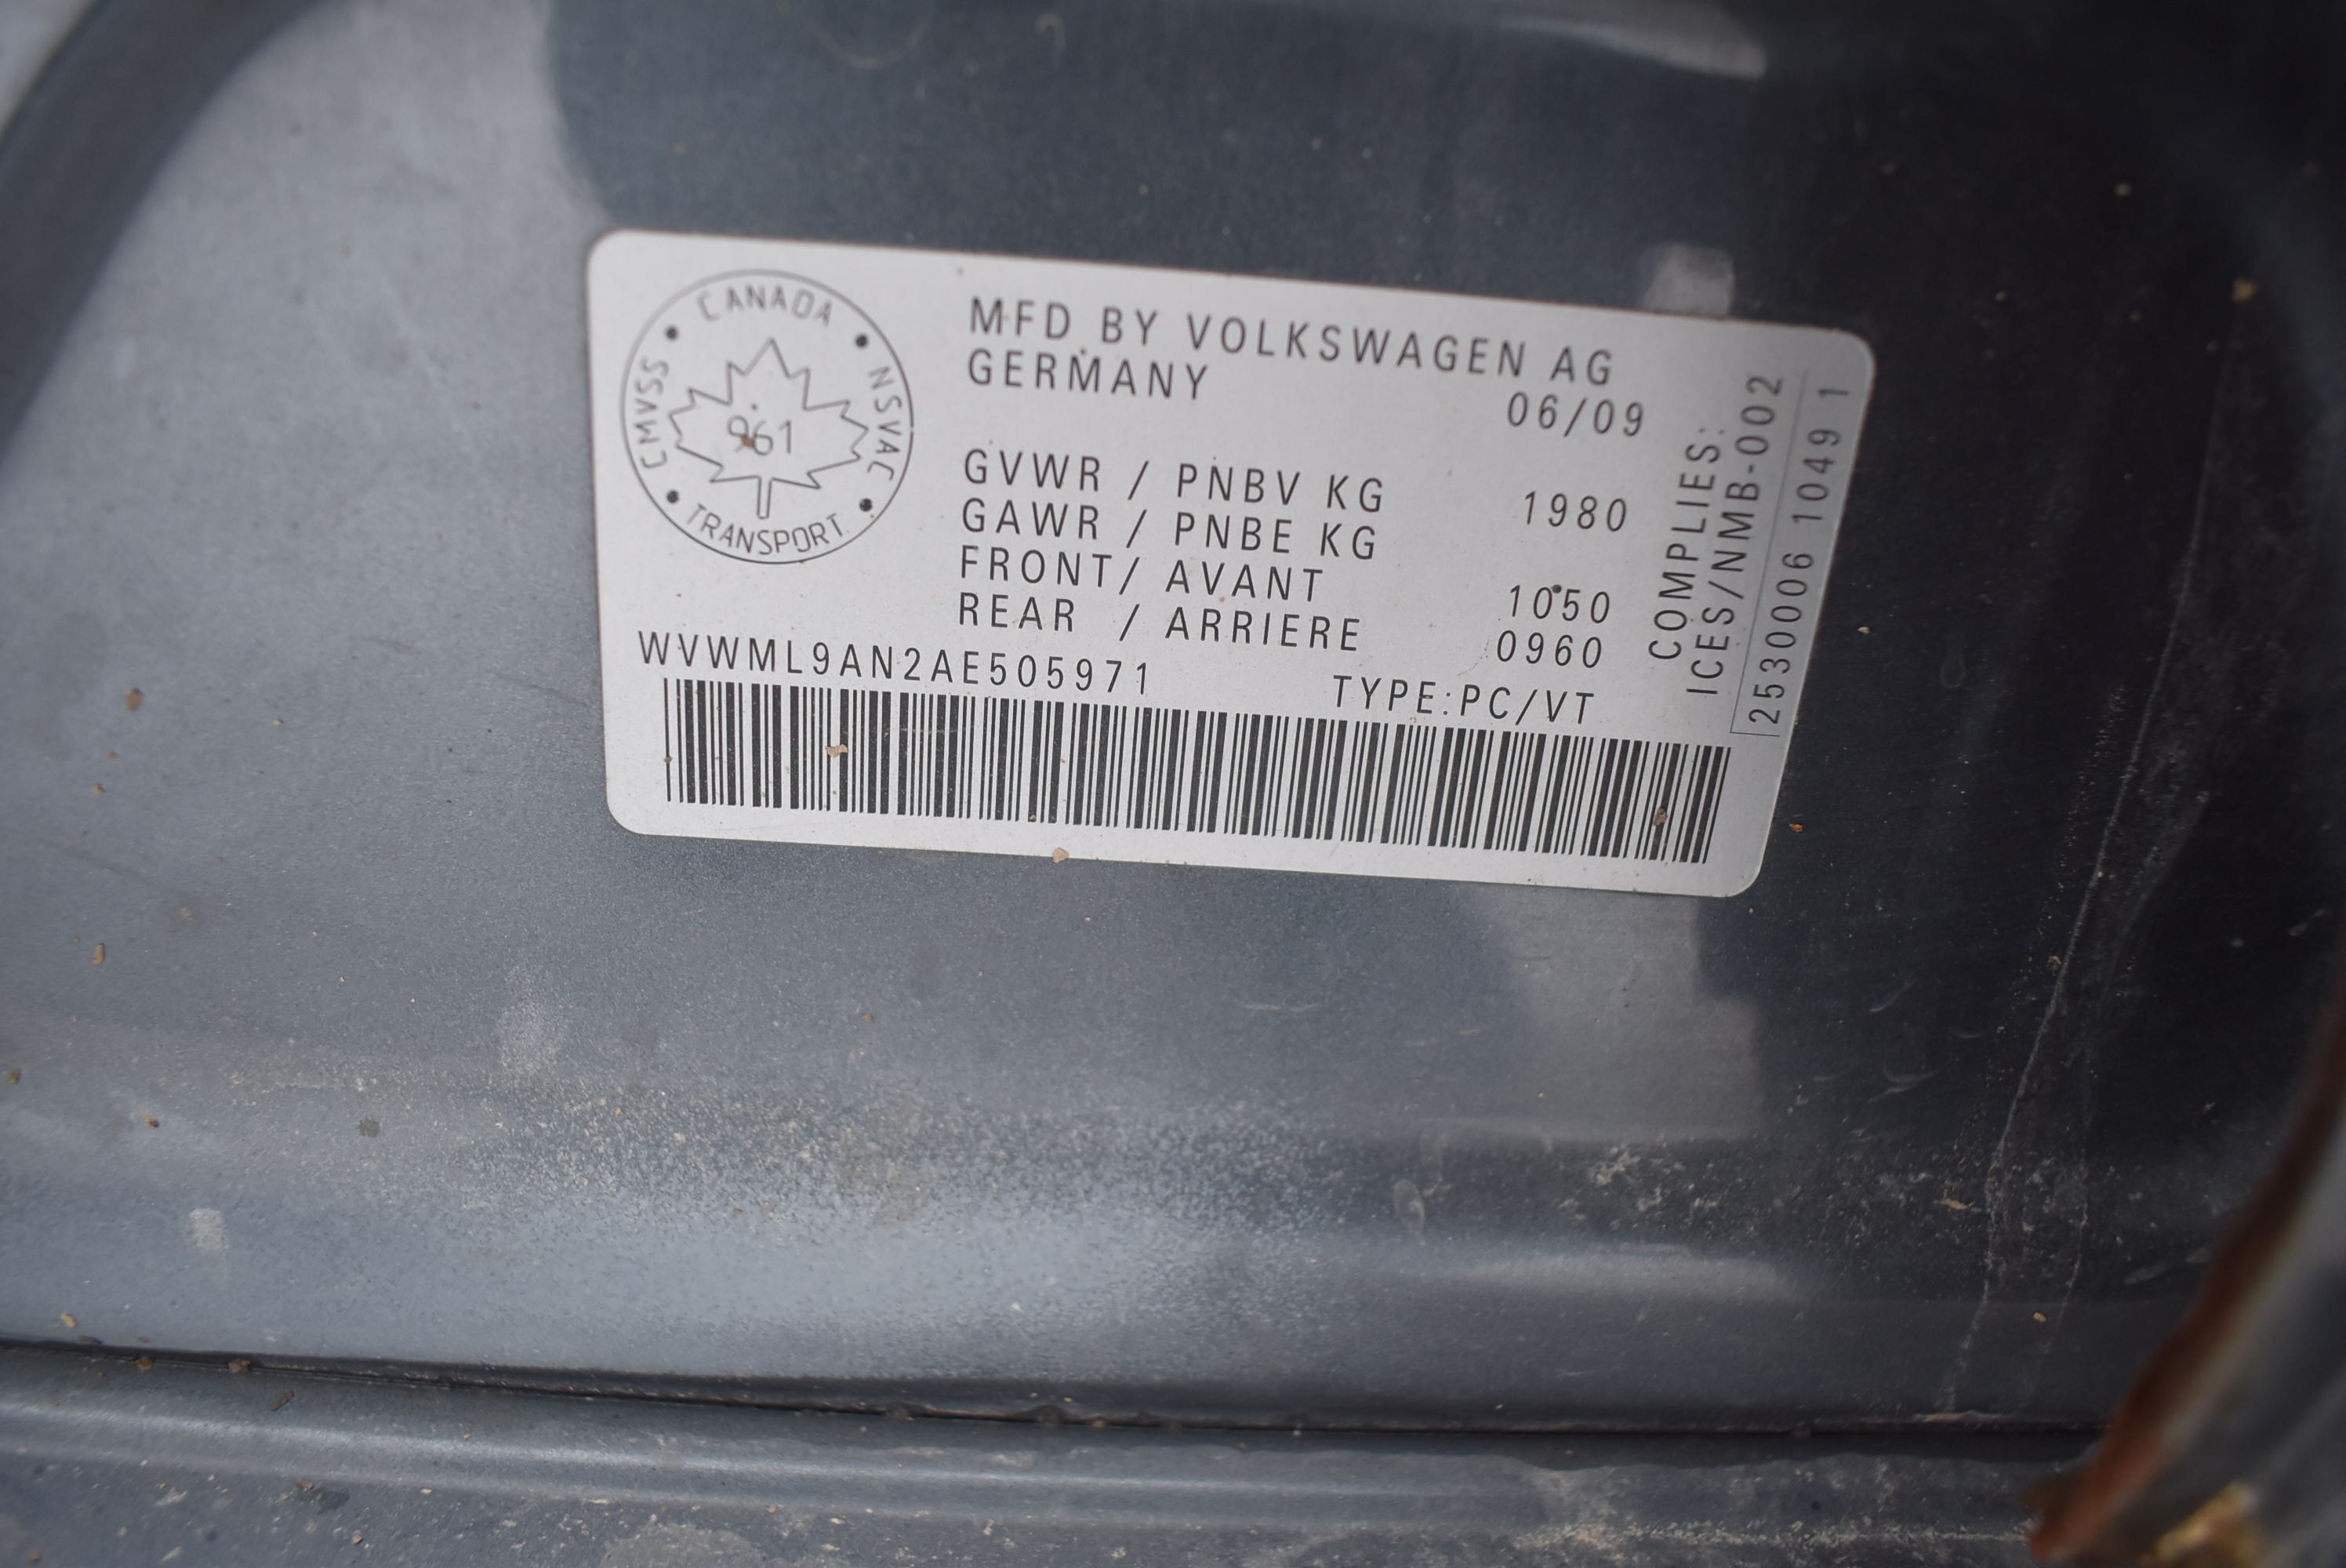 CANADA
CMVSS
NSVAC
961
TRANSPORT
MFD BY VOLKSWAGEN AG
GERMANY
06/09
GVWR / PNBV KG 1980
GAWR / PNBE KG
FRONT/ AVANT 1050
REAR / ARRIERE 0960
WVWML9AN2AE505971
TYPE:PC/VT
COMPLIES:
ICES/NMB-002
2530006 1049 1